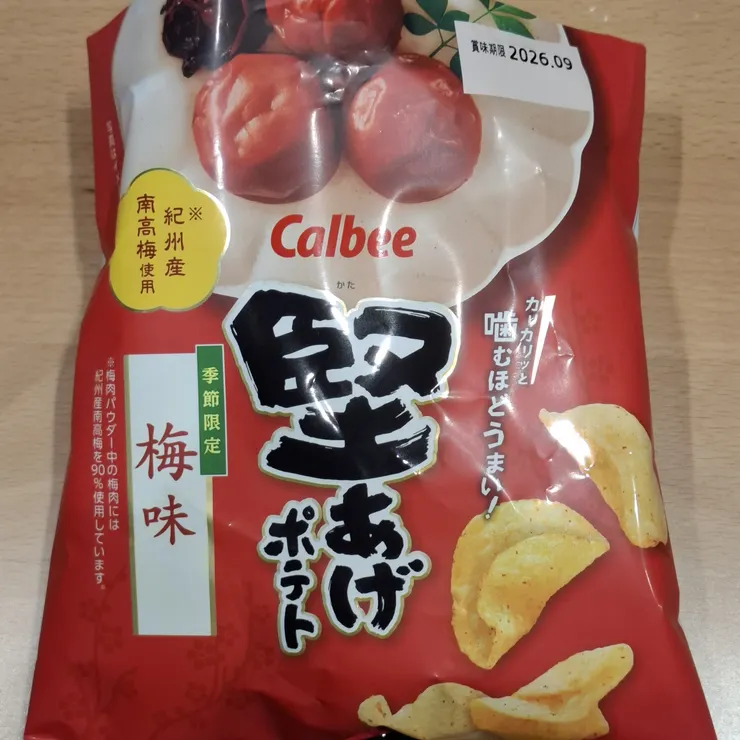 賞味期限 2026.09
※紀州産
南高梅使用
Calbee
かた
堅あげ
ポテト
カリカリッと
噛むほどうまい!
季節限定
梅味
※梅肉パウダー中の梅肉には
紀州産南高梅を90%使用しています。